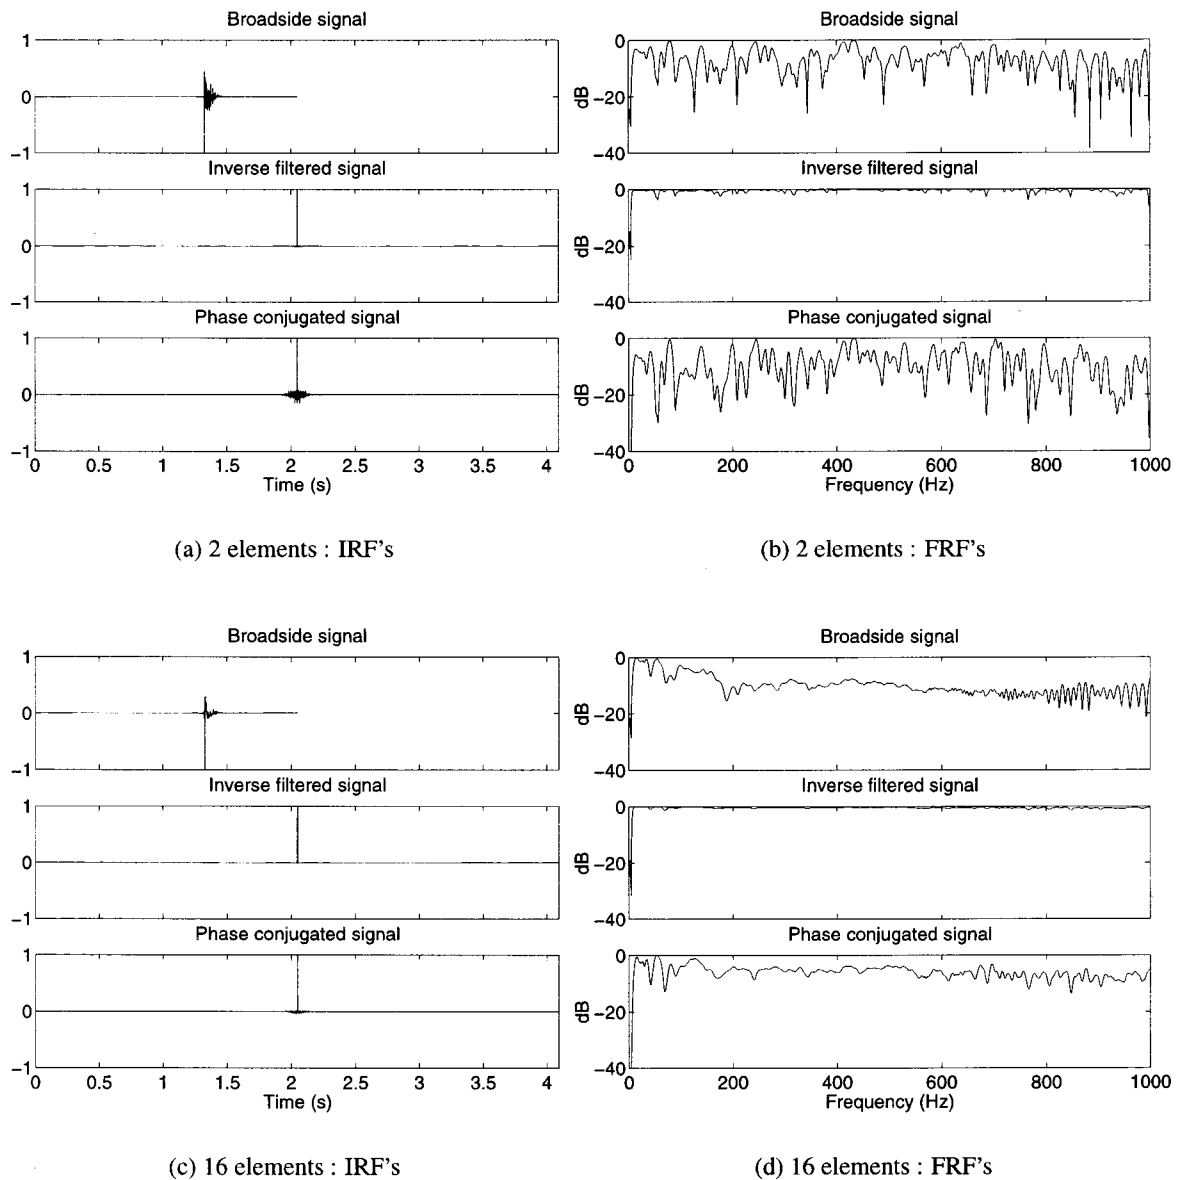 Broadside signal
1
0
−1
Inverse filtered signal
1
0
−1
Phase conjugated signal
1
0
−1
0 0.5 1 1.5 2 2.5 3 3.5 4
Time (s)
(a) 2 elements : IRF's
Broadside signal
0
−20
−40
dB
Inverse filtered signal
0
−20
−40
dB
Phase conjugated signal
0
−20
−40
dB
0 200 400 600 800 1000
Frequency (Hz)
(b) 2 elements : FRF's
Broadside signal
1
0
−1
Inverse filtered signal
1
0
−1
Phase conjugated signal
1
0
−1
0 0.5 1 1.5 2 2.5 3 3.5 4
Time (s)
(c) 16 elements : IRF's
Broadside signal
0
−20
−40
dB
Inverse filtered signal
0
−20
−40
dB
Phase conjugated signal
0
−20
−40
dB
0 200 400 600 800 1000
Frequency (Hz)
(d) 16 elements : FRF's